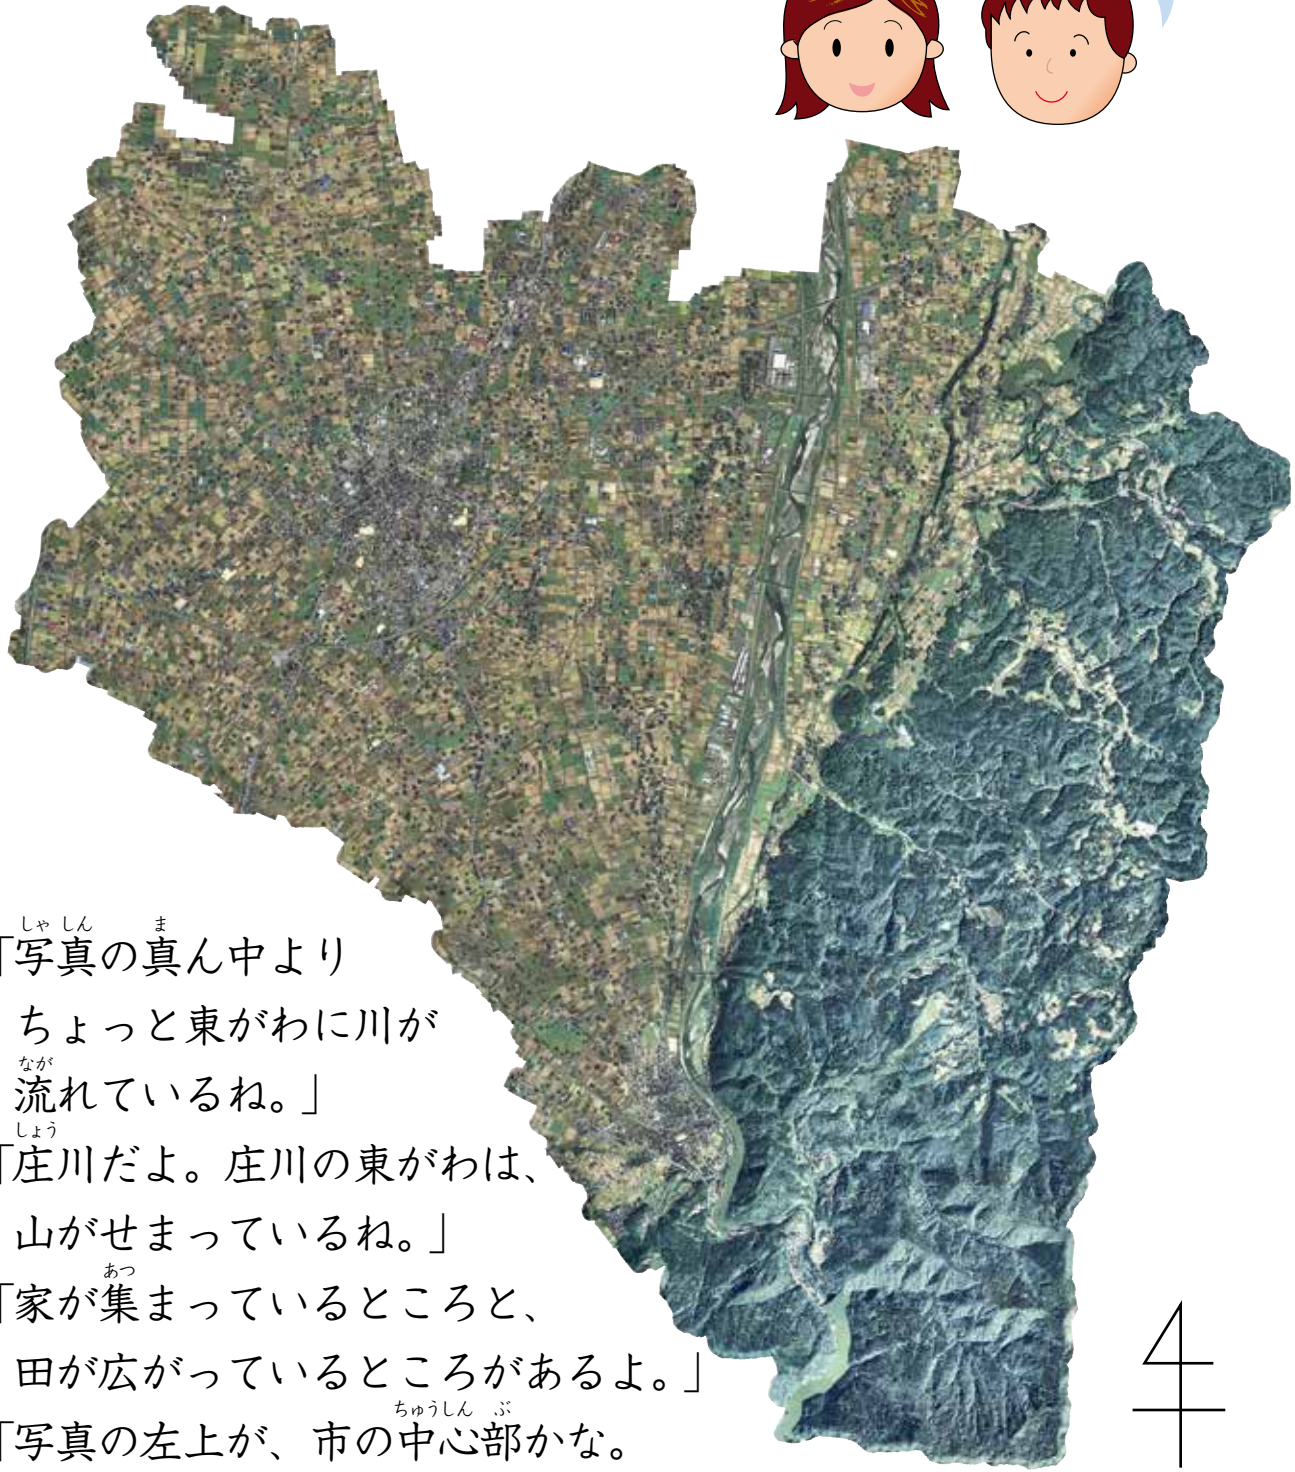 「写真の真ん中より
ちょっと東がわに川が
流れているね。」
「庄川だよ。庄川の東がわは、
山がせまっているね。」
「家が集まっているところと、
田が広がっているところがあるよ。」
「写真の左上が、市の中心部かな。